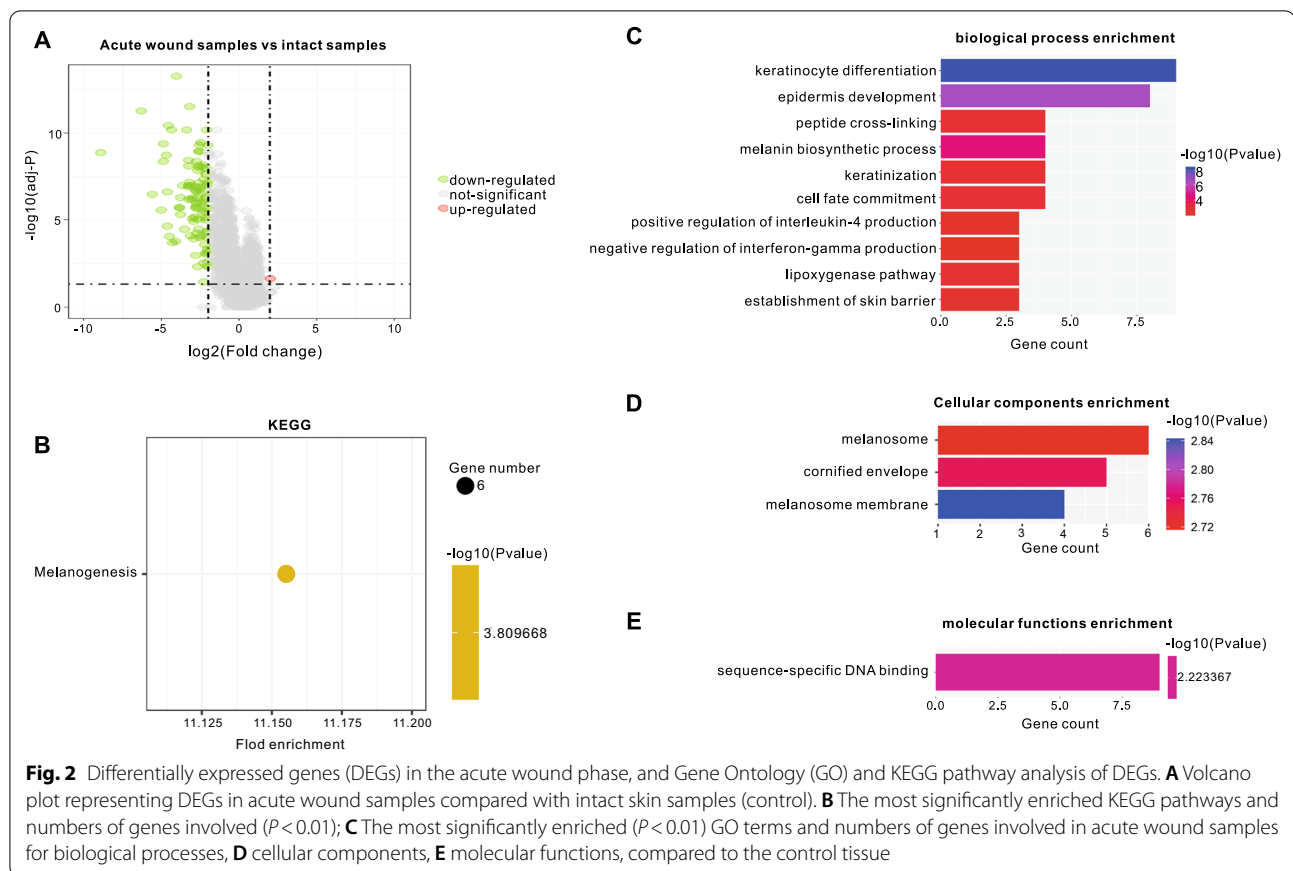 A
Acute wound samples vs intact samples
-log10(adj-P)
10
5
0
-10
-5
0
5
10
log2(Fold change)
down-regulated
not-significant
up-regulated
B
KEGG
Melanogenesis
11.125
11.150
11.175
11.200
Flod enrichment
Gene number
6
-log10(Pvalue)
3.809668
C
biological process enrichment
keratinocyte differentiation
epidermis development
peptide cross-linking
melanin biosynthetic process
keratinization
cell fate commitment
positive regulation of interleukin-4 production
negative regulation of interferon-gamma production
lipoxygenase pathway
establishment of skin barrier
0.0
2.5
5.0
7.5
Gene count
-log10(Pvalue)
8
6
4
D
Cellular components enrichment
melanosome
cornified envelope
melanosome membrane
1
2
3
4
5
6
Gene count
-log10(Pvalue)
2.84
2.80
2.76
2.72
E
molecular functions enrichment
sequence-specific DNA binding
0.0
2.5
5.0
7.5
Gene count
-log10(Pvalue)
2.223367
Fig. 2 Differentially expressed genes (DEGs) in the acute wound phase, and Gene Ontology (GO) and KEGG pathway analysis of DEGs. A Volcano
plot representing DEGs in acute wound samples compared with intact skin samples (control). B The most significantly enriched KEGG pathways and
numbers of genes involved (P < 0.01); C The most significantly enriched (P < 0.01) GO terms and numbers of genes involved in acute wound samples
for biological processes, D cellular components, E molecular functions, compared to the control tissue